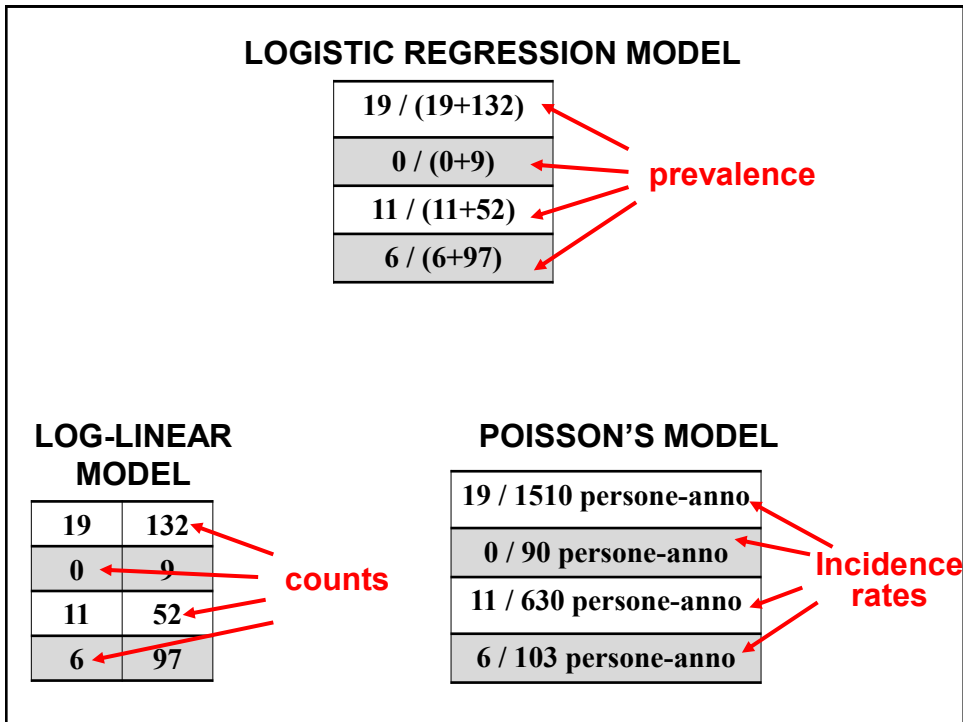 LOGISTIC REGRESSION MODEL
19 / (19+132)
0 / (0+9)
11 / (11+52)
6 / (6+97)
prevalence
LOG-LINEAR
MODEL
19 132
0 9
11 52
6 97
counts
POISSON'S MODEL
19 / 1510 persone-anno
0 / 90 persone-anno
11 / 630 persone-anno
6 / 103 persone-anno
Incidence
rates